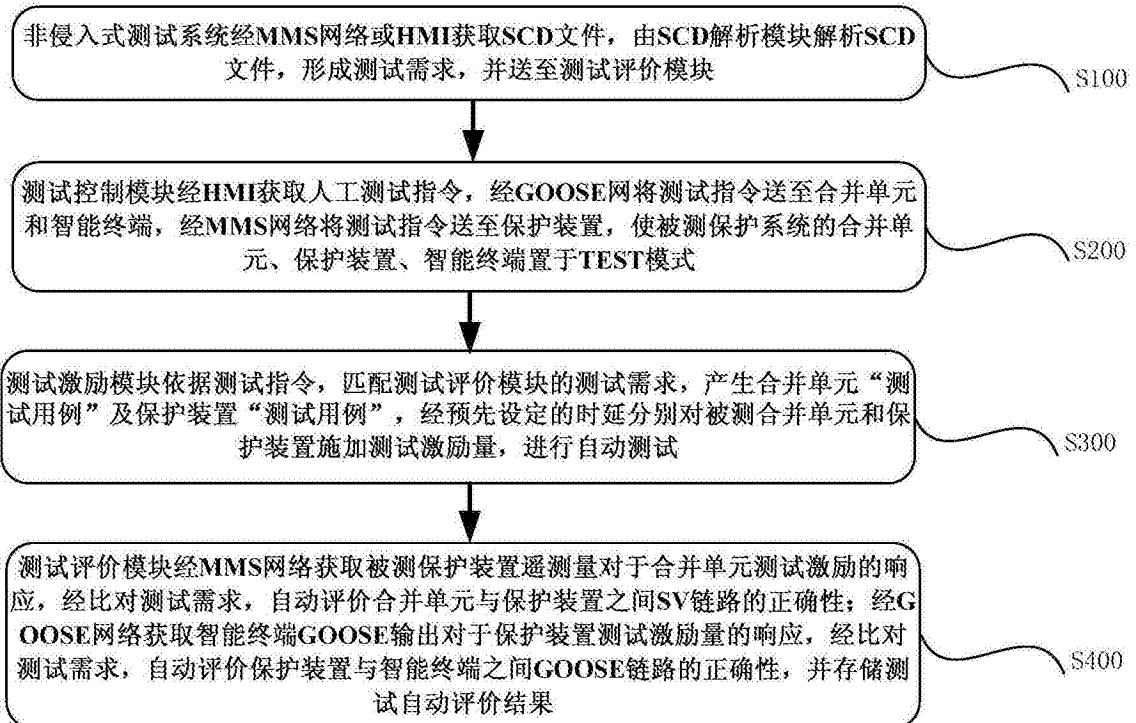 非侵入式测试系统经MMS网络或HMI获取SCD文件，由SCD解析模块解析SCD
文件，形成测试需求，并送至测试评价模块
S100
测试控制模块经HMI获取人工测试指令，经GOOSE网将测试指令送至合并单元
和智能终端，经MMS网络将测试指令送至保护装置，使被测保护系统的合并单
元、保护装置、智能终端置于TEST模式
S200
测试激励模块依据测试指令，匹配测试评价模块的测试需求，产生合并单元“测
试用例”及保护装置“测试用例”，经预先设定的时延分别对被测合并单元和保
护装置施加测试激励量，进行自动测试
S300
测试评价模块经MMS网络获取被测保护装置遥测量对于合并单元测试激励的响
应，经比对测试需求，自动评价合并单元与保护装置之间SV链路的正确性；经G
OOSE网络获取智能终端GOOSE输出对于保护装置测试激励量的响应，经比对
测试需求，自动评价保护装置与智能终端之间GOOSE链路的正确性，并存储测
试自动评价结果
S400